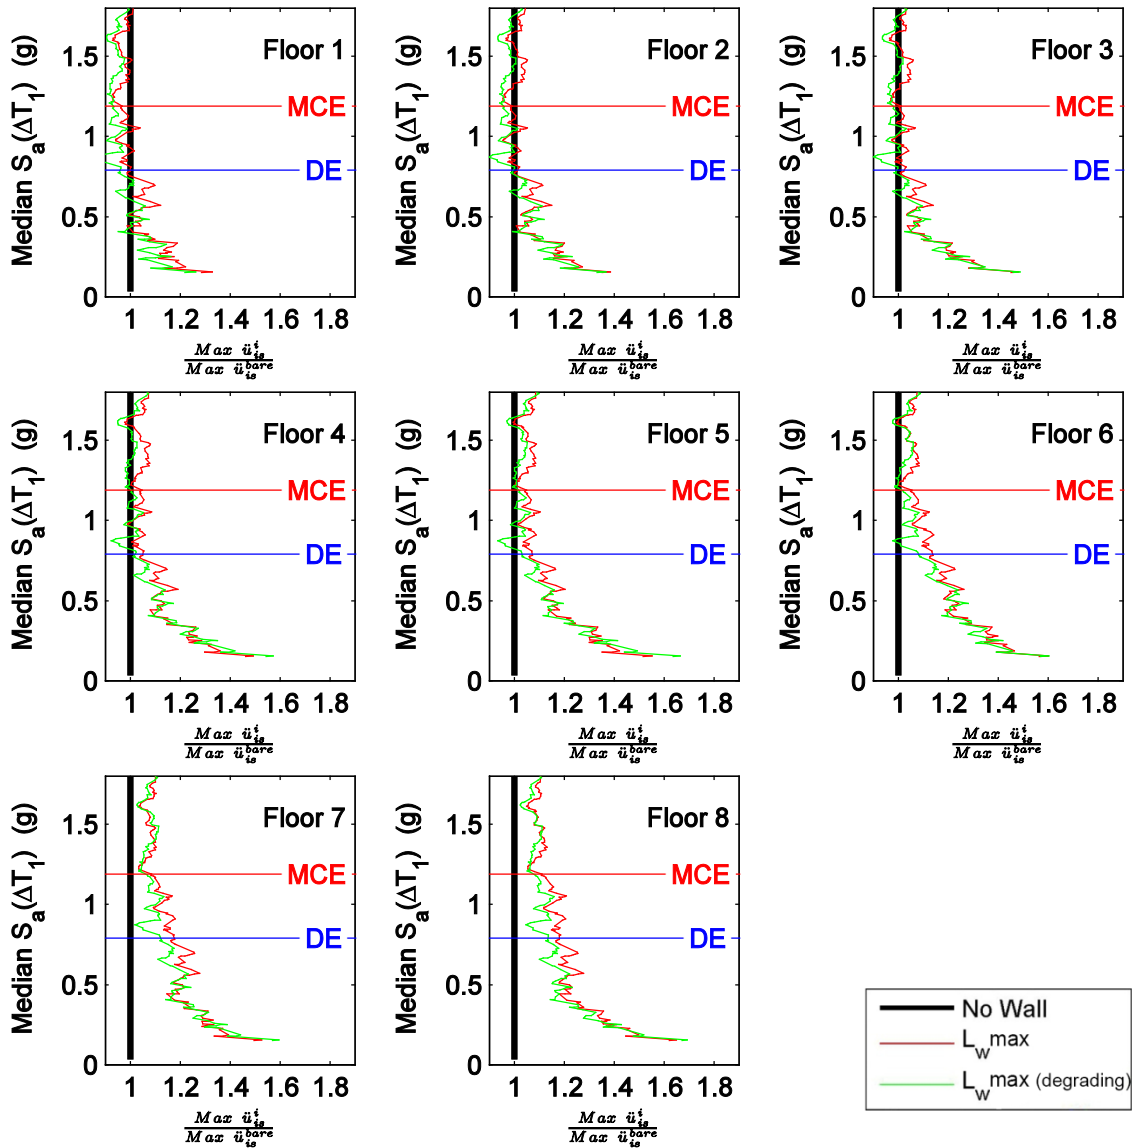 Floor 1
MCE
DE
Median S_a(ΔT_1) (g)
1.5
1
0.5
0
1 1.2 1.4 1.6 1.8
Max ü^i_is
Max ü^bare_is
Floor 2
MCE
DE
Median S_a(ΔT_1) (g)
1.5
1
0.5
0
1 1.2 1.4 1.6 1.8
Max ü^i_is
Max ü^bare_is
Floor 3
MCE
DE
Median S_a(ΔT_1) (g)
1.5
1
0.5
0
1 1.2 1.4 1.6 1.8
Max ü^i_is
Max ü^bare_is
Floor 4
MCE
DE
Median S_a(ΔT_1) (g)
1.5
1
0.5
0
1 1.2 1.4 1.6 1.8
Max ü^i_is
Max ü^bare_is
Floor 5
MCE
DE
Median S_a(ΔT_1) (g)
1.5
1
0.5
0
1 1.2 1.4 1.6 1.8
Max ü^i_is
Max ü^bare_is
Floor 6
MCE
DE
Median S_a(ΔT_1) (g)
1.5
1
0.5
0
1 1.2 1.4 1.6 1.8
Max ü^i_is
Max ü^bare_is
Floor 7
MCE
DE
Median S_a(ΔT_1) (g)
1.5
1
0.5
0
1 1.2 1.4 1.6 1.8
Max ü^i_is
Max ü^bare_is
Floor 8
MCE
DE
Median S_a(ΔT_1) (g)
1.5
1
0.5
0
1 1.2 1.4 1.6 1.8
Max ü^i_is
Max ü^bare_is
No Wall
L_w^max
L_w^max (degrading)